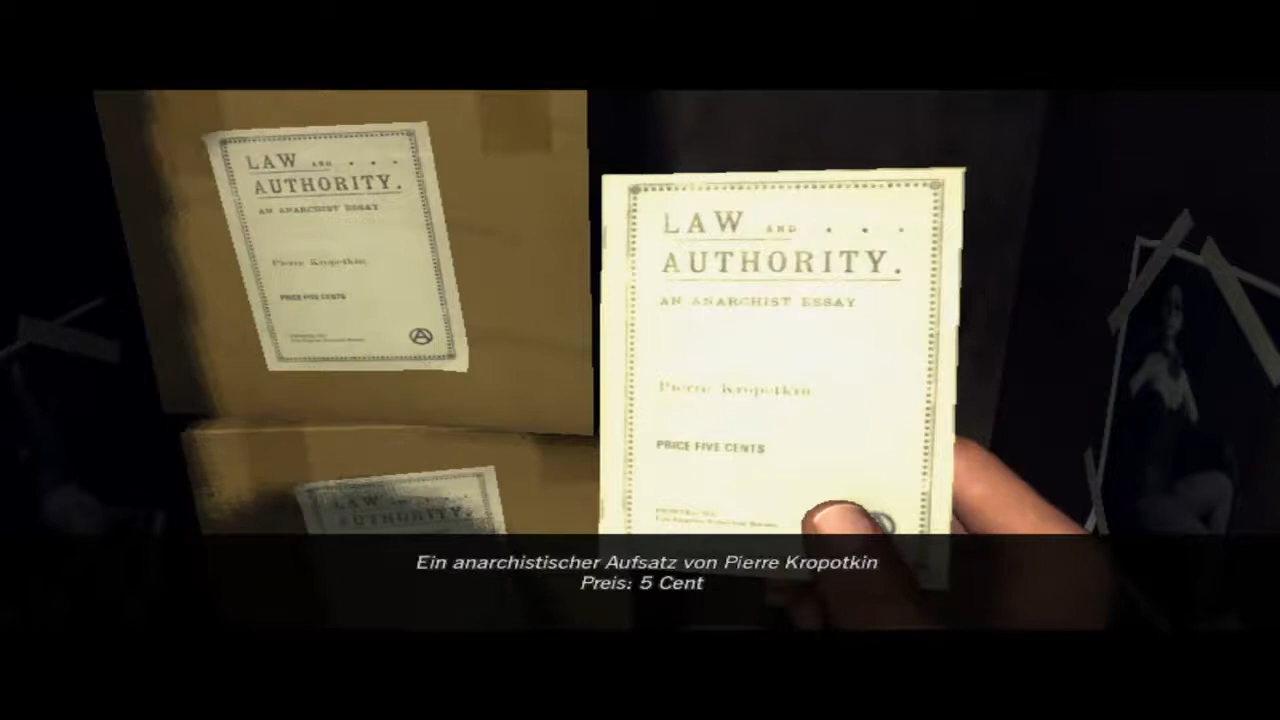 LAW AND . . .
AUTHORITY.
AN ANARCHIST ESSAY
Pierre Kropotkin
PRICE FIVE CENTS
LAW AND . . .
AUTHORITY.
AN ANARCHIST ESSAY
Pierre Kropotkin
PRICE FIVE CENTS
LAW
AUTHORITY.
Ein anarchistischer Aufsatz von Pierre Kropotkin
Preis: 5 Cent